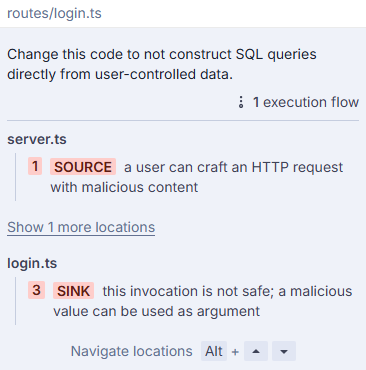 routes/login.ts
Change this code to not construct SQL queries
directly from user-controlled data.
1 execution flow
server.ts
1 SOURCE a user can craft an HTTP request
with malicious content
Show 1 more locations
login.ts
3 SINK this invocation is not safe; a malicious
value can be used as argument
Navigate locations Alt +